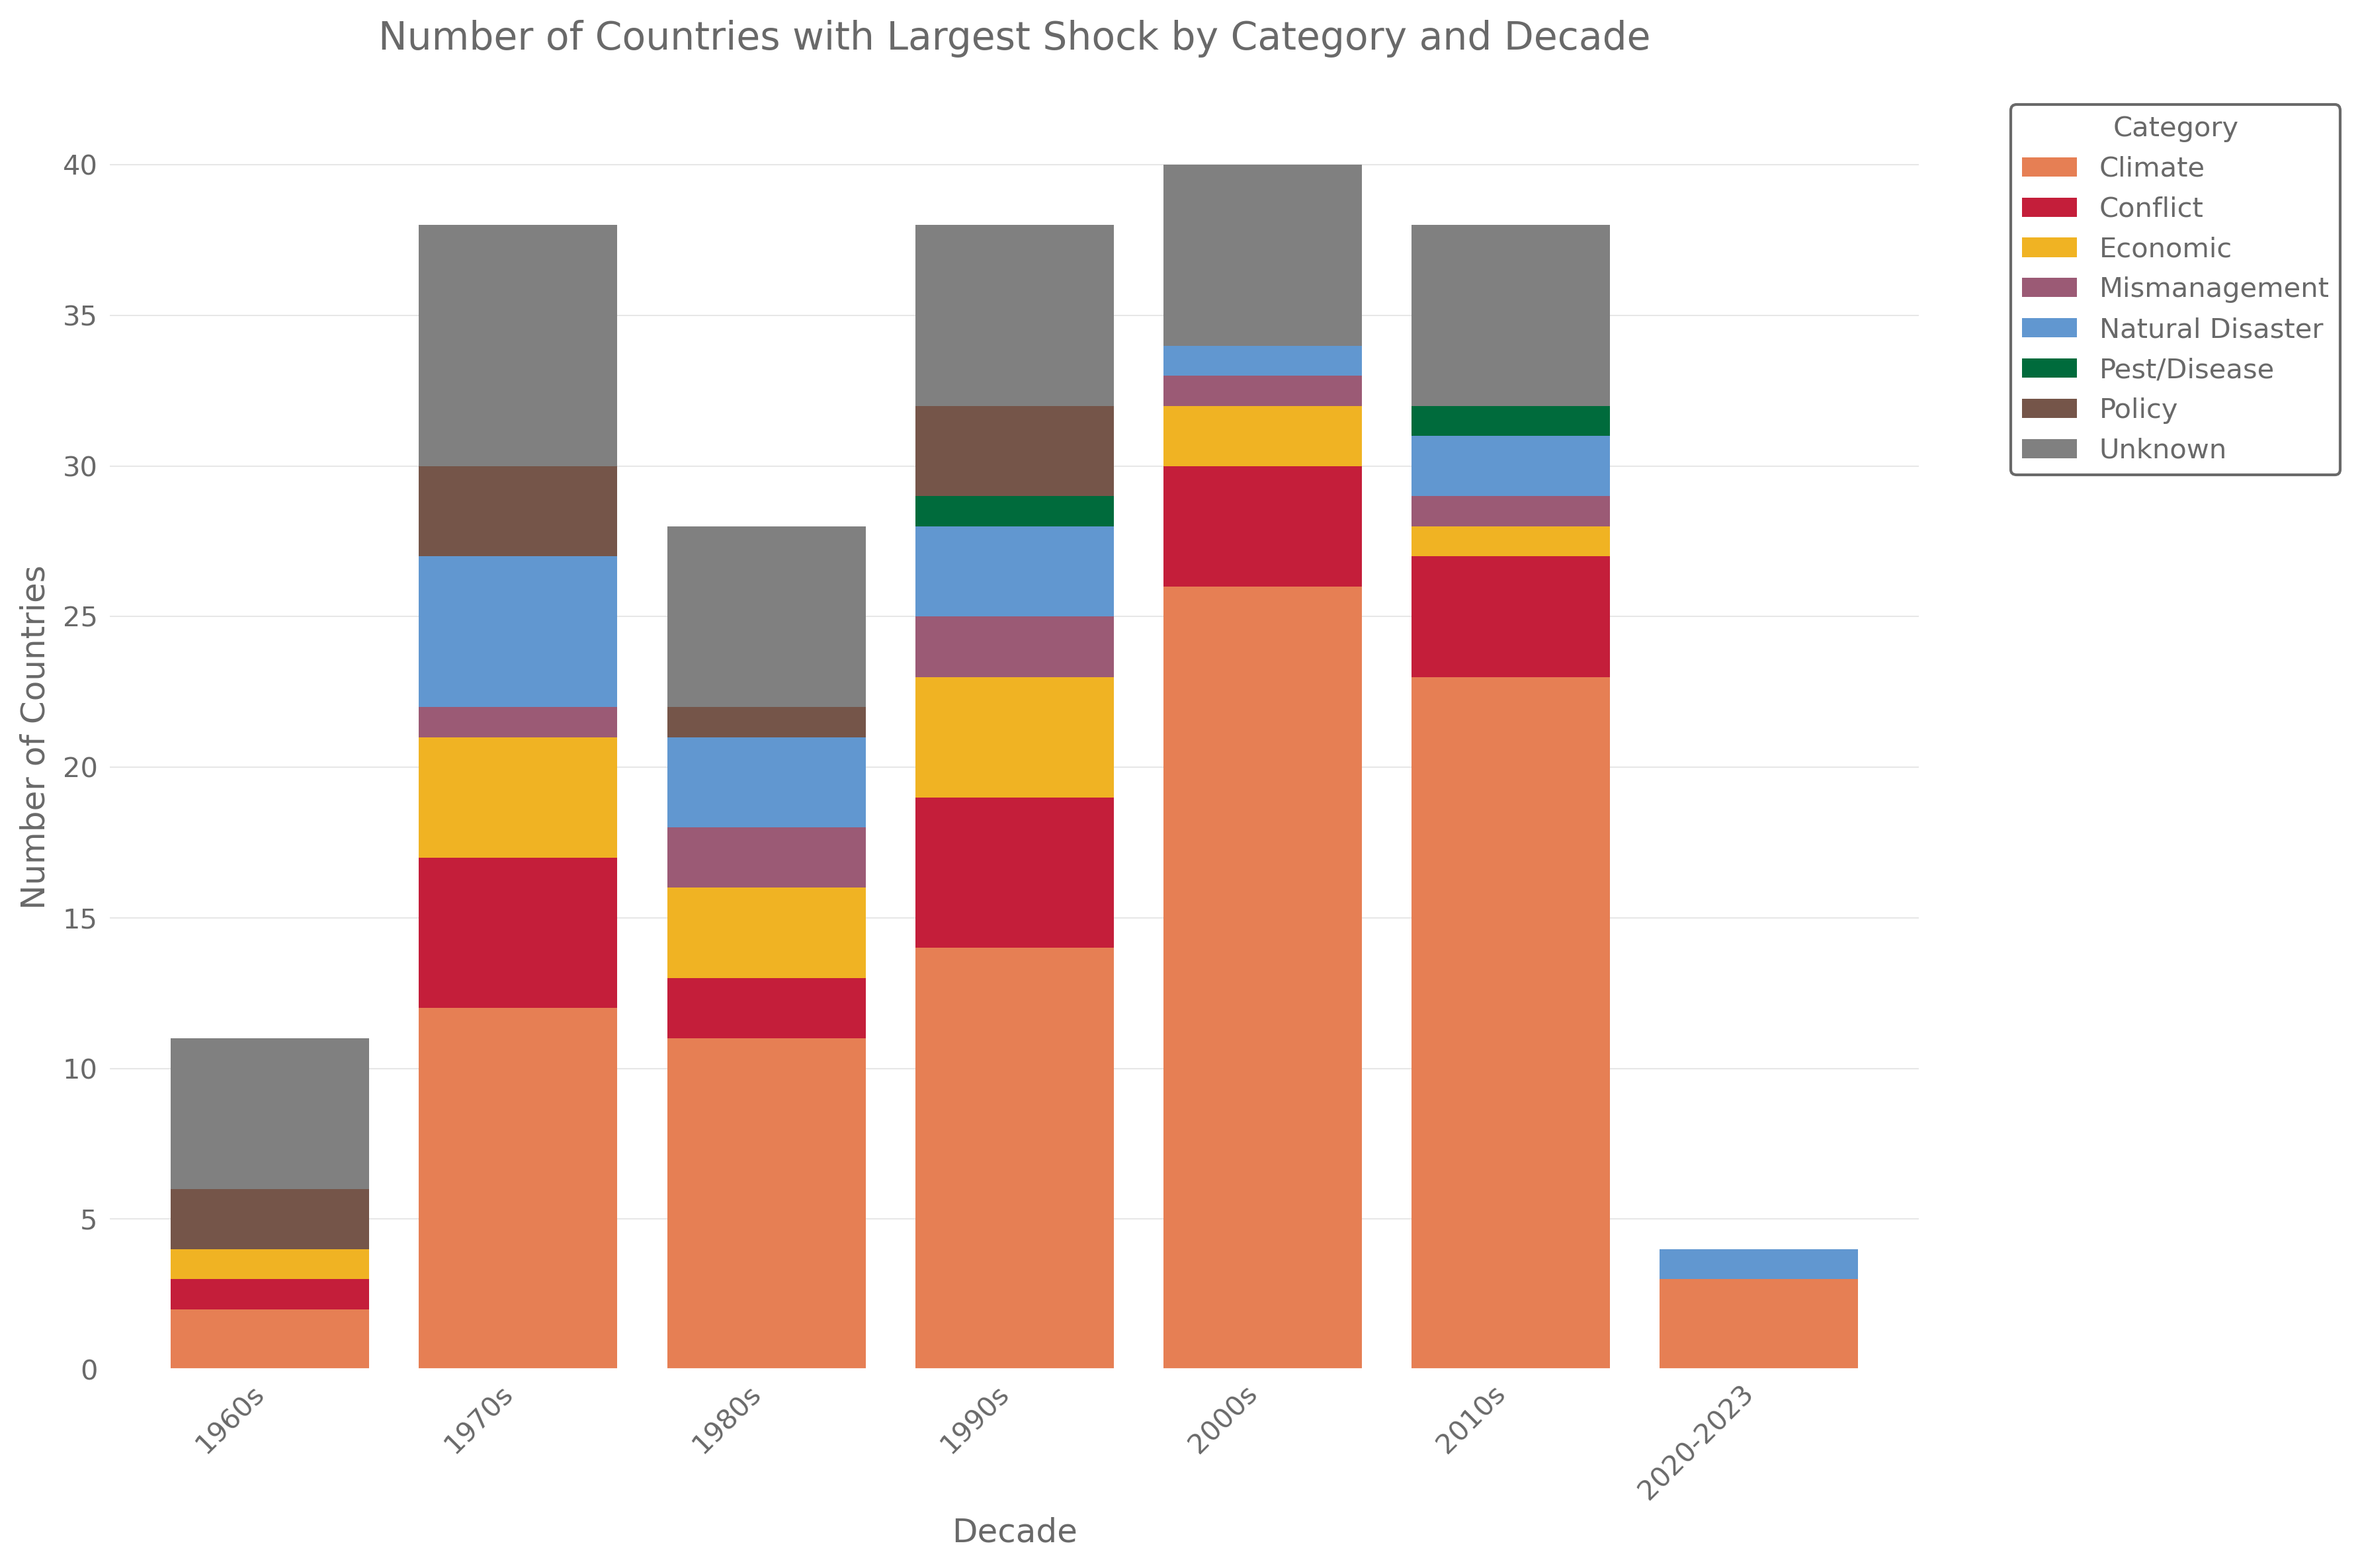 Number of Countries with Largest Shock by Category and Decade
Category
Climate
Conflict
Economic
Mismanagement
Natural Disaster
Pest/Disease
Policy
Unknown
Number of Countries
40
35
30
25
20
15
10
5
0
1960s
1970s
1980s
1990s
2000s
2010s
2020-2023
Decade